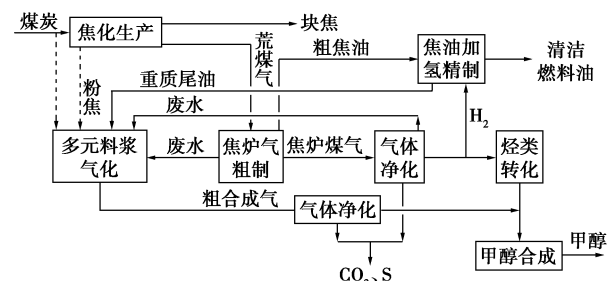 煤炭
焦化生产
块焦
荒煤气
粗焦油
焦油加
氢精制
清洁
燃料油
重质尾油
粉焦
废水
H₂
多元料浆
气化
废水
焦炉气
粗制
焦炉煤气
气体
净化
烃类
转化
粗合成气
气体净化
甲醇合成
甲醇
CO₂、S